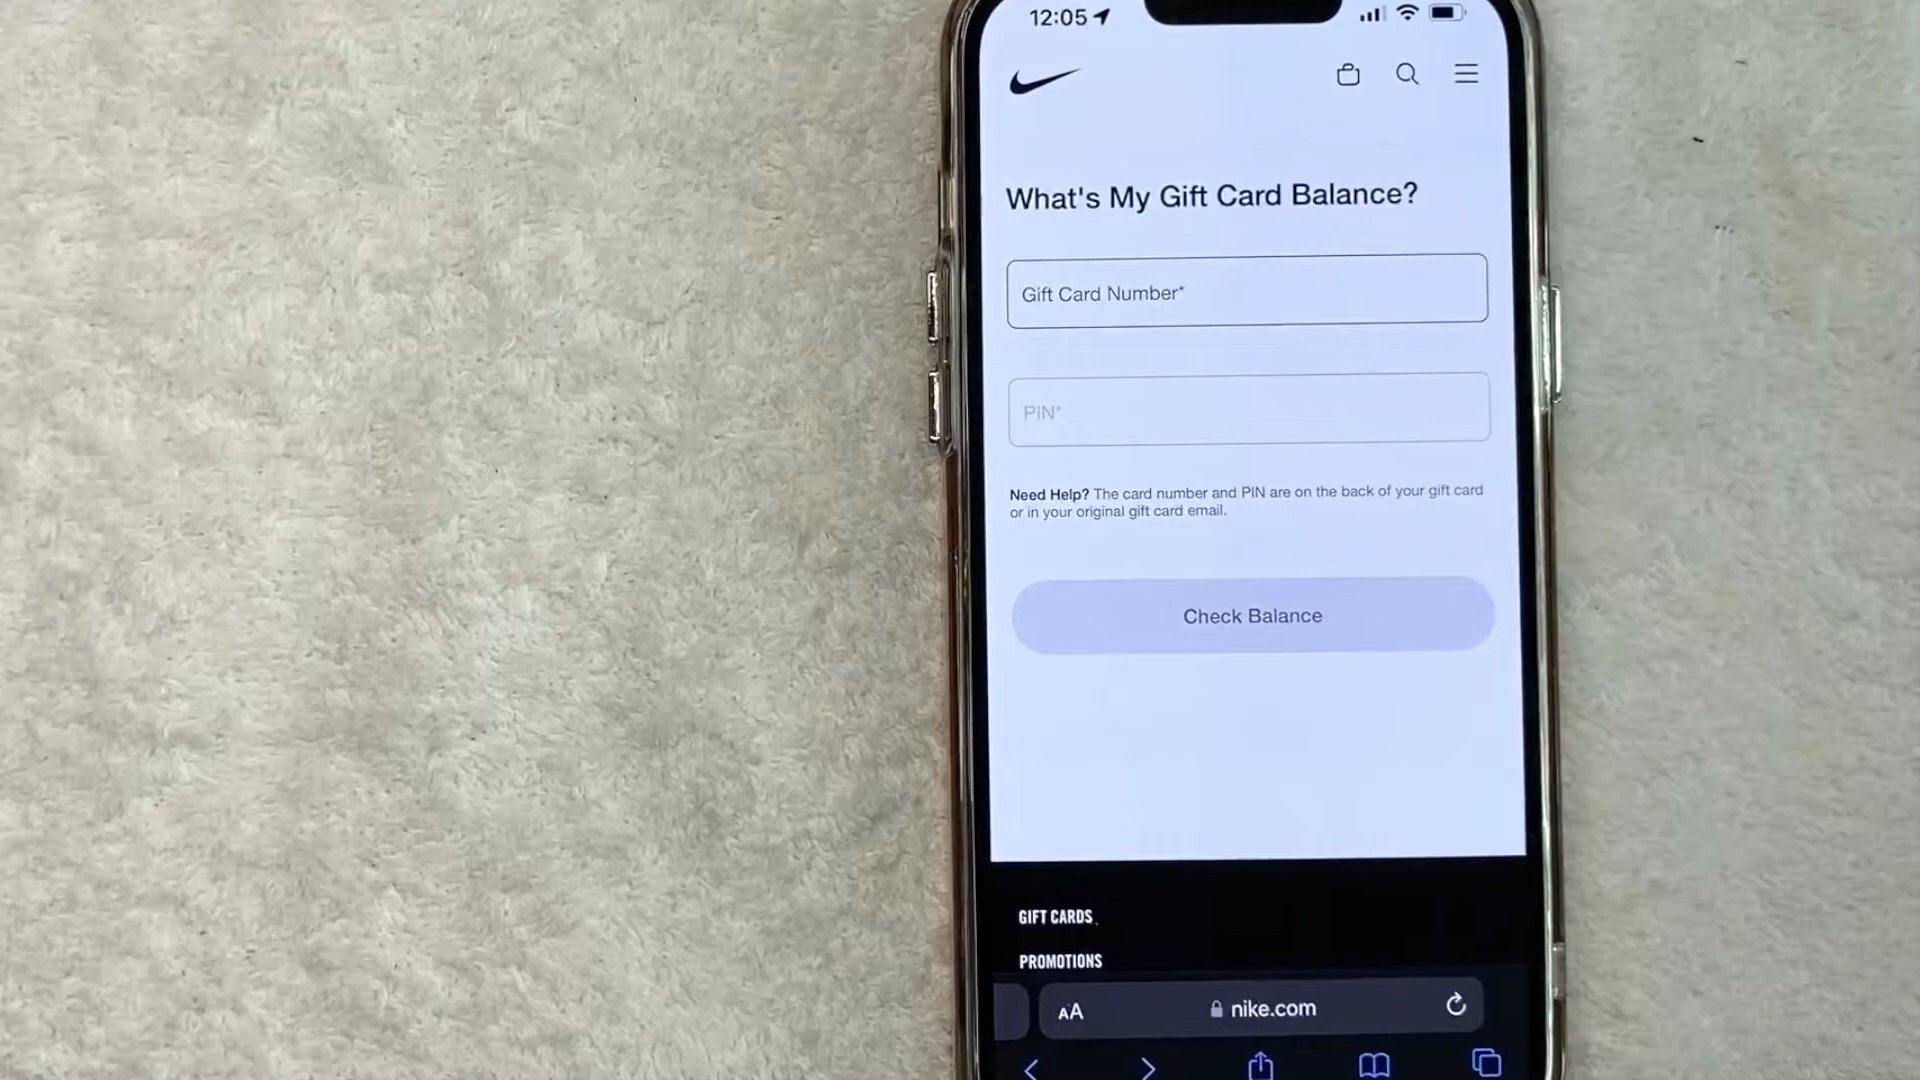 12:05
What's My Gift Card Balance?
Gift Card Number*
PIN*
Need Help? The card number and PIN are on the back of your gift card
or in your original gift card email.
Check Balance
GIFT CARDS
PROMOTIONS
AA nike.com